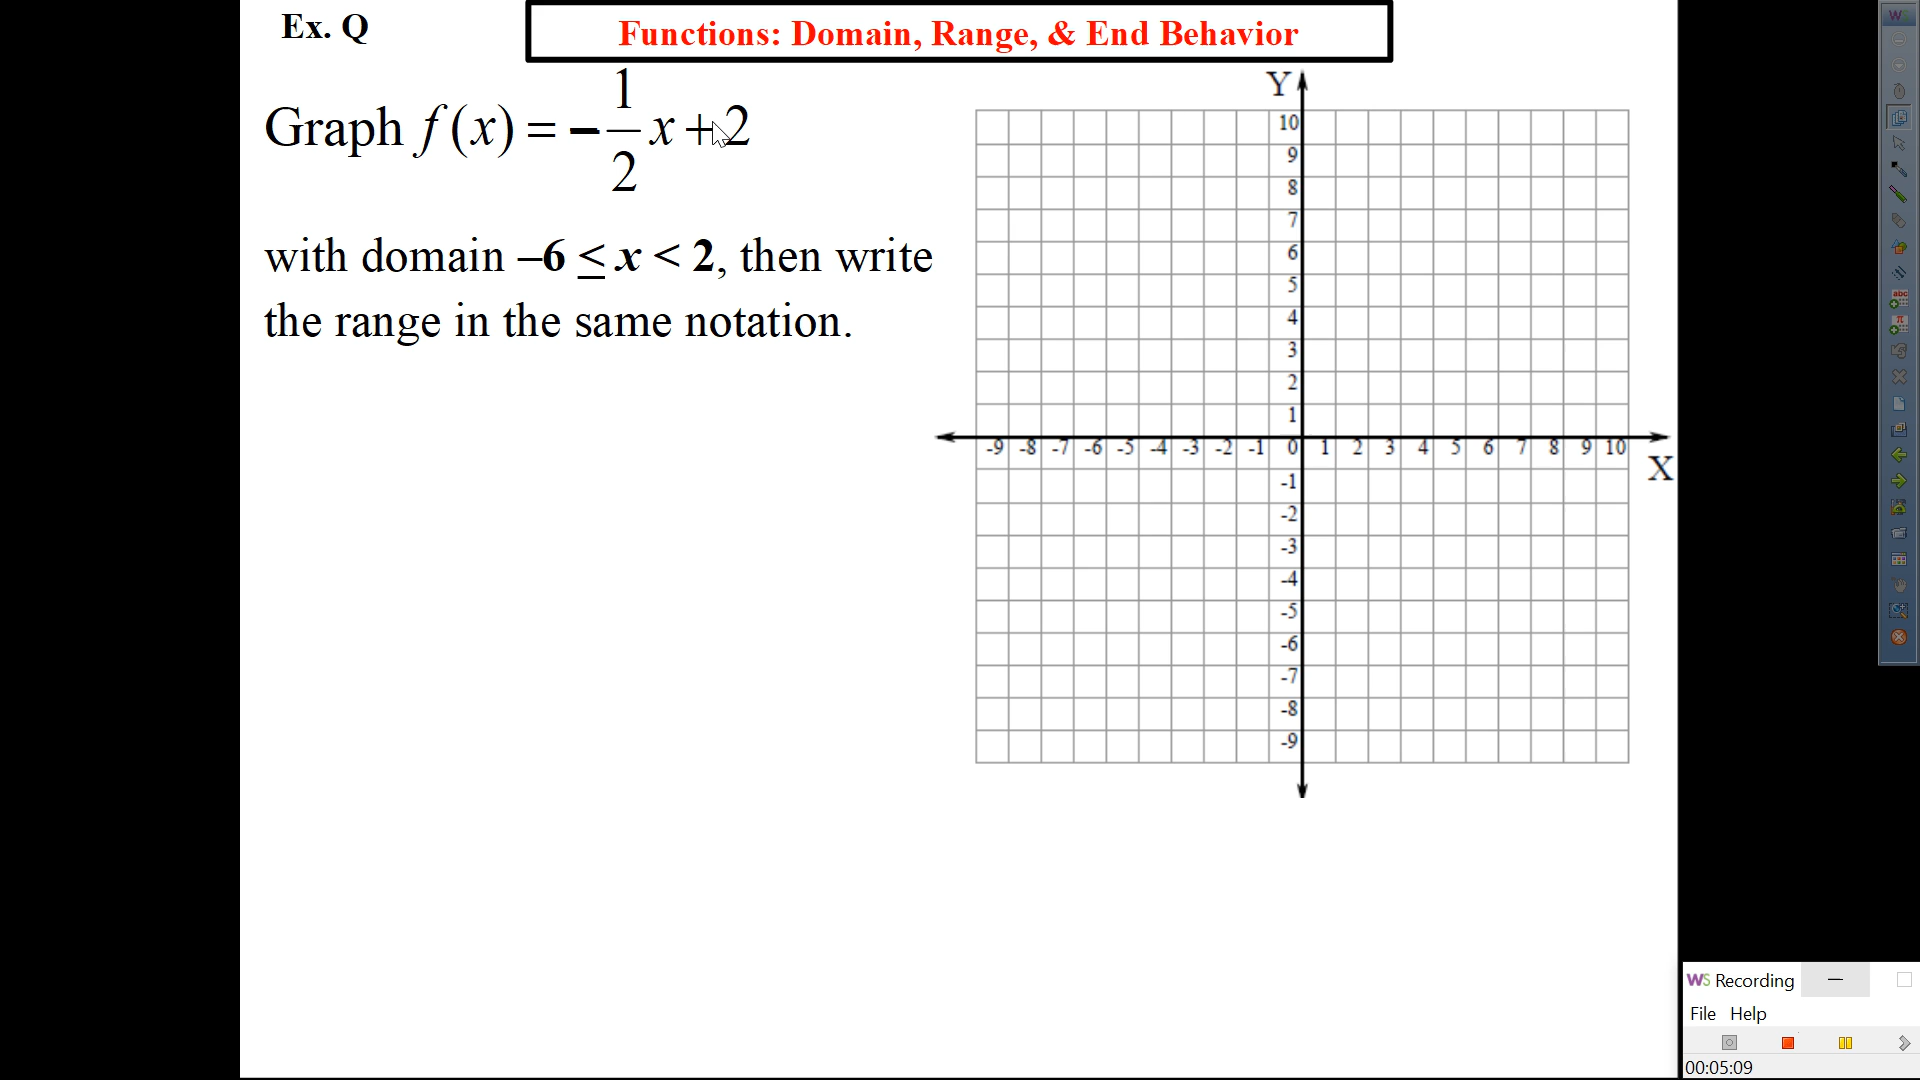 Ex. Q
Functions: Domain, Range, & End Behavior
Graph f(x) = -1/2 x + 2
with domain –6 ≤ x < 2, then write
the range in the same notation.
Y
10
9
8
7
6
5
4
3
2
1
-9 -8 -7 -6 -5 -4 -3 -2 -1 0 1 2 3 4 5 6 7 8 9 10
X
-1
-2
-3
-4
-5
-6
-7
-8
-9
WS
abc
π
WS Recording
File Help
00:05:09